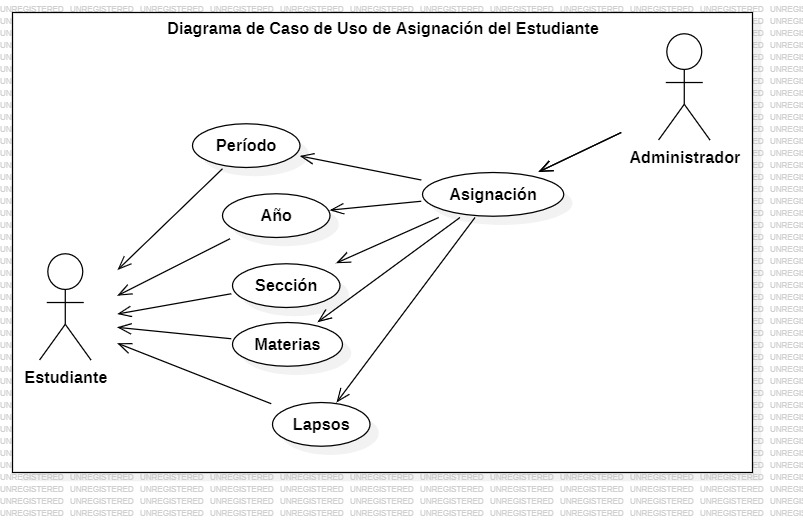 Diagrama de Caso de Uso de Asignación del Estudiante
Administrador
Período
Asignación
Año
Sección
Materias
Estudiante
Lapsos
UNREGISTERED